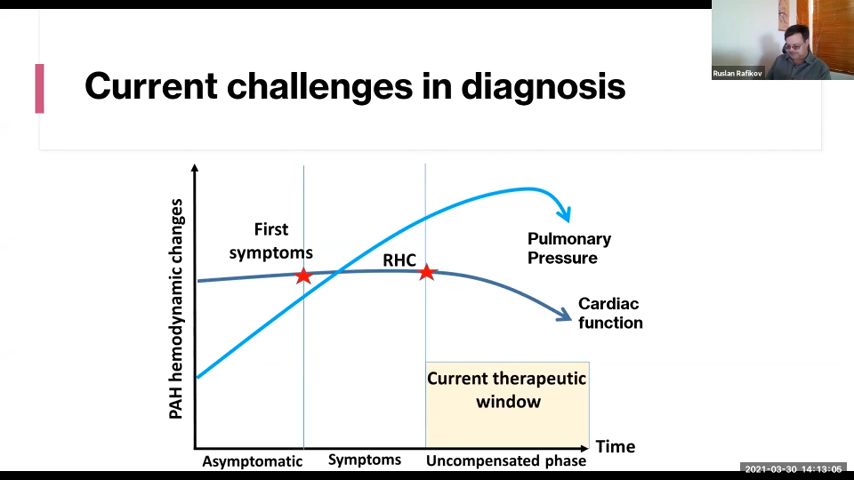 Ruslan Rafikov
Current challenges in diagnosis
PAH hemodynamic changes
First
symptoms
RHC
Pulmonary
Pressure
Cardiac
function
Current therapeutic
window
Time
Asymptomatic
Symptoms
Uncompensated phase
2021-03-30 14:13:05